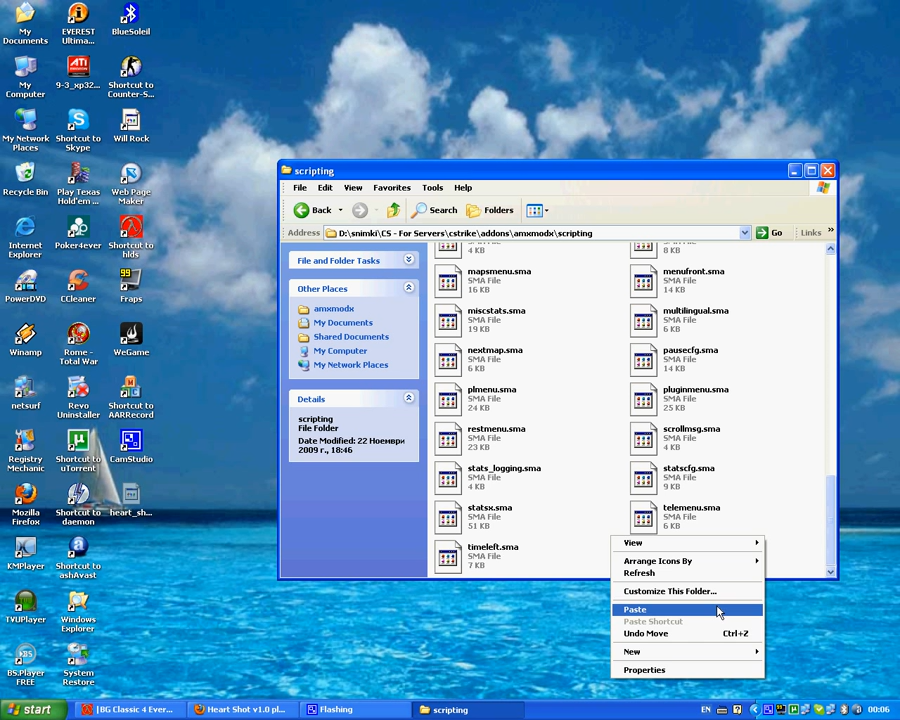 My Documents
EVEREST Ultima...
BlueSoleil
My Computer
ATI
9-3_xp32...
Shortcut to Counter-S...
My Network Places
Shortcut to Skype
Will Rock
Recycle Bin
Play Texas Hold'em ...
Web Page Maker
Internet Explorer
Poker4ever
Shortcut to hlds
PowerDVD
CCleaner
99
Fraps
Winamp
Rome - Total War
WeGame
netsurf
Revo Uninstaller
Shortcut to AARRecord
Registry Mechanic
Shortcut to uTorrent
CamStudio
Mozilla Firefox
Shortcut to daemon
heart_sh...
KMPlayer
Shortcut to ashAvast
TVUPlayer
Windows Explorer
BS.Player FREE
System Restore
scripting
File Edit View Favorites Tools Help
Back Search Folders
Address D:\snimki\CS - For Servers\cstrike\addons\amxmodx\scripting Go Links »
File and Folder Tasks
Other Places
amxmodx
My Documents
Shared Documents
My Computer
My Network Places
Details
scripting
File Folder
Date Modified: 22 Ноември
2009 г., 18:46
4 KB
8 KB
mapsmenu.sma
SMA File
16 KB
menufront.sma
SMA File
14 KB
miscstats.sma
SMA File
19 KB
multilingual.sma
SMA File
6 KB
nextmap.sma
SMA File
6 KB
pausecfg.sma
SMA File
14 KB
plmenu.sma
SMA File
24 KB
pluginmenu.sma
SMA File
25 KB
restmenu.sma
SMA File
23 KB
scrollmsg.sma
SMA File
4 KB
stats_logging.sma
SMA File
4 KB
statscfg.sma
SMA File
9 KB
statsx.sma
SMA File
51 KB
telemenu.sma
SMA File
6 KB
timeleft.sma
SMA File
7 KB
View
Arrange Icons By
Refresh
Customize This Folder...
Paste
Paste Shortcut
Undo Move Ctrl+Z
New
Properties
start
[BG Classic 4 Ever...
Heart Shot v1.0 pl...
Flashing
scripting
EN
00:06